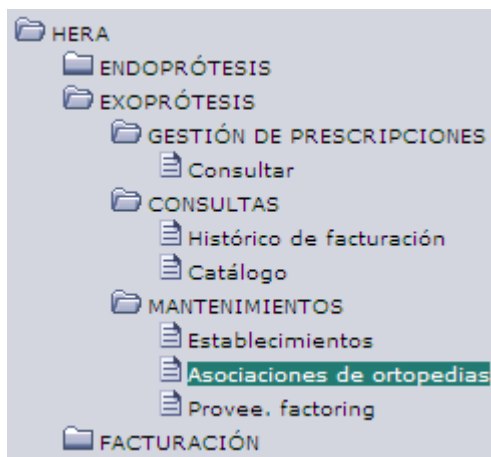 HERA
ENDOPRÓTESIS
EXOPRÓTESIS
GESTIÓN DE PRESCRIPCIONES
Consultar
CONSULTAS
Histórico de facturación
Catálogo
MANTENIMIENTOS
Establecimientos
Asociaciones de ortopedias
Provee. factoring
FACTURACIÓN